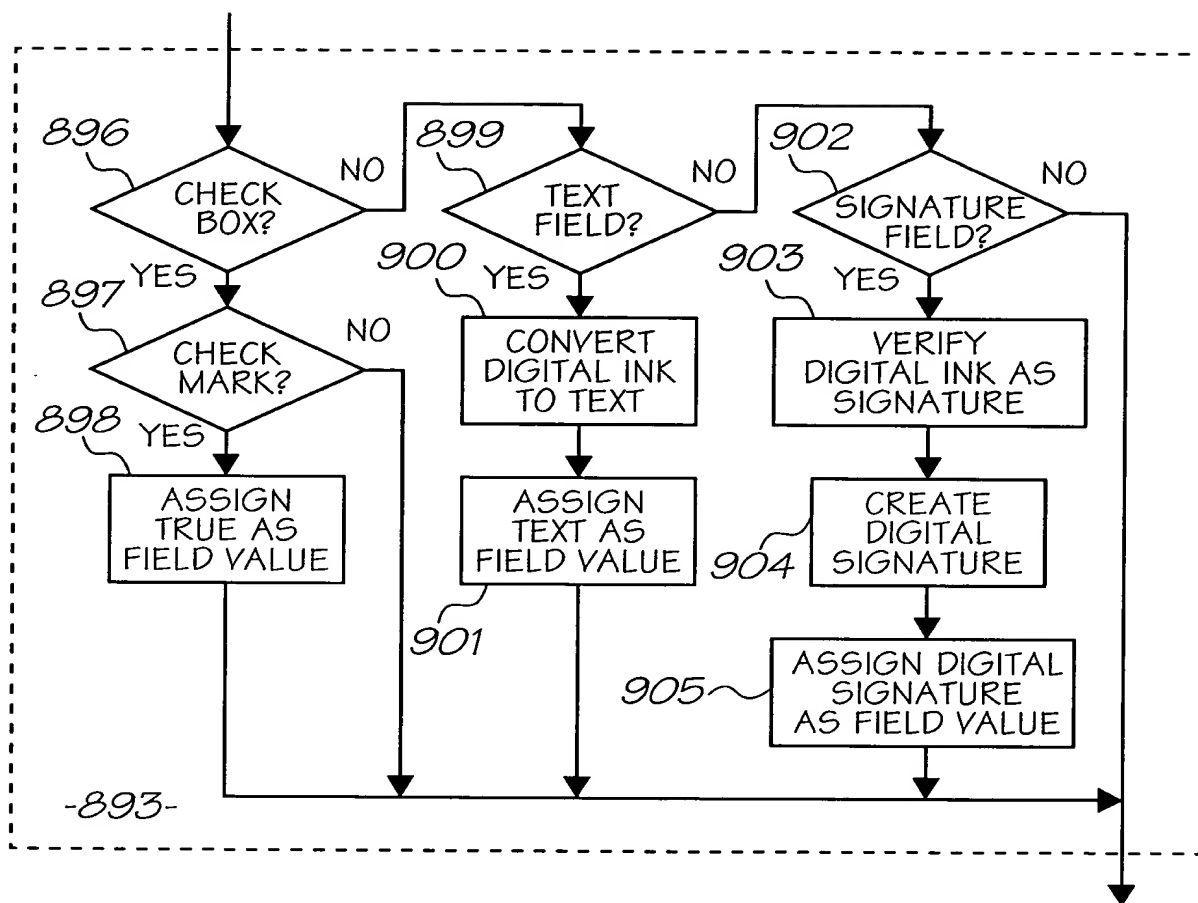 896
CHECK
BOX?
NO
YES
897
CHECK
MARK?
NO
YES
898
ASSIGN
TRUE AS
FIELD VALUE
899
TEXT
FIELD?
NO
YES
900
CONVERT
DIGITAL INK
TO TEXT
ASSIGN
TEXT AS
FIELD VALUE
901
902
SIGNATURE
FIELD?
NO
YES
903
VERIFY
DIGITAL INK AS
SIGNATURE
CREATE
DIGITAL
SIGNATURE
904
ASSIGN DIGITAL
SIGNATURE
AS FIELD VALUE
905
-893-